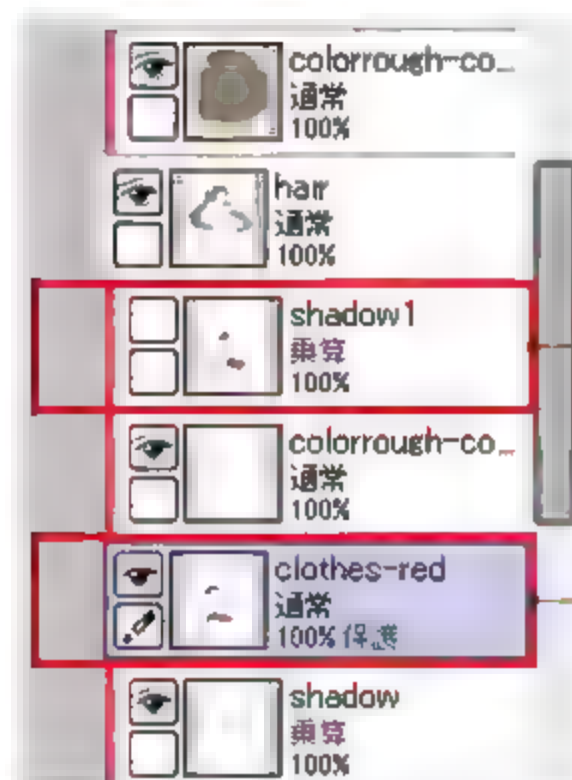 colorrough-co...
通常
100%
hair
通常
100%
shadow1
乗算
100%
colorrough-co...
通常
100%
clothes-red
通常
100% 保護
shadow
乗算
100%